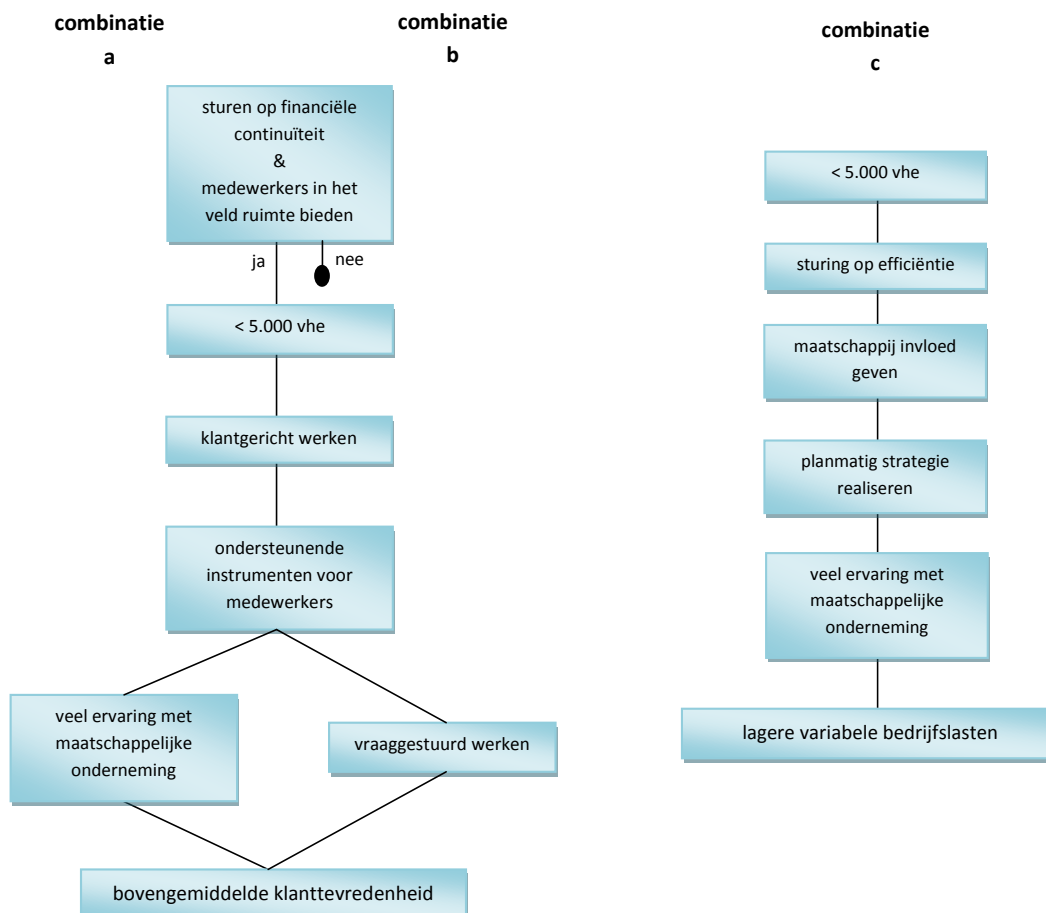 combinatie
a
combinatie
b
sturen op financiële
continuïteit
&
medewerkers in het
veld ruimte bieden
ja
nee
< 5.000 vhe
klantgericht werken
ondersteunende
instrumenten voor
medewerkers
veel ervaring met
maatschappelijke
onderneming
vraaggestuurd werken
bovengemiddelde klanttevredenheid
combinatie
c
< 5.000 vhe
sturing op efficiëntie
maatschappij invloed
geven
planmatig strategie
realiseren
veel ervaring met
maatschappelijke
onderneming
lagere variabele bedrijfslasten